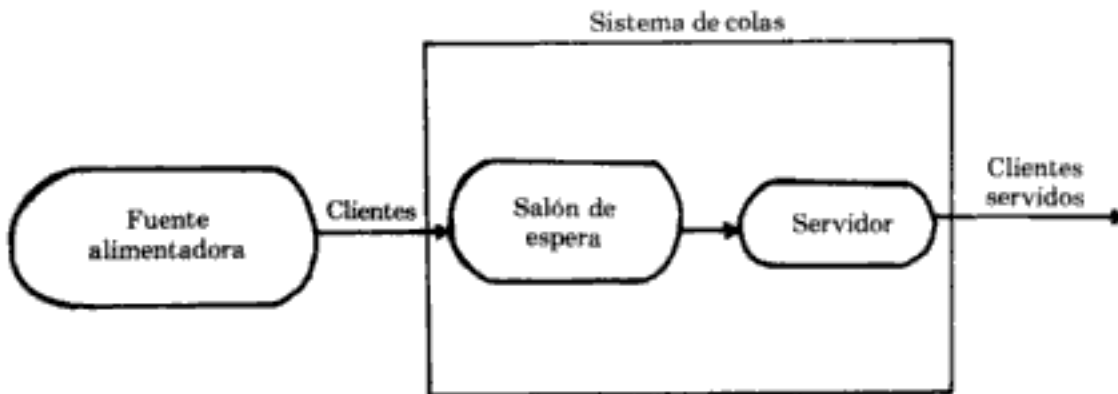 Sistema de colas
Fuente
alimentadora
Clientes
Salón de
espera
Servidor
Clientes
servidos